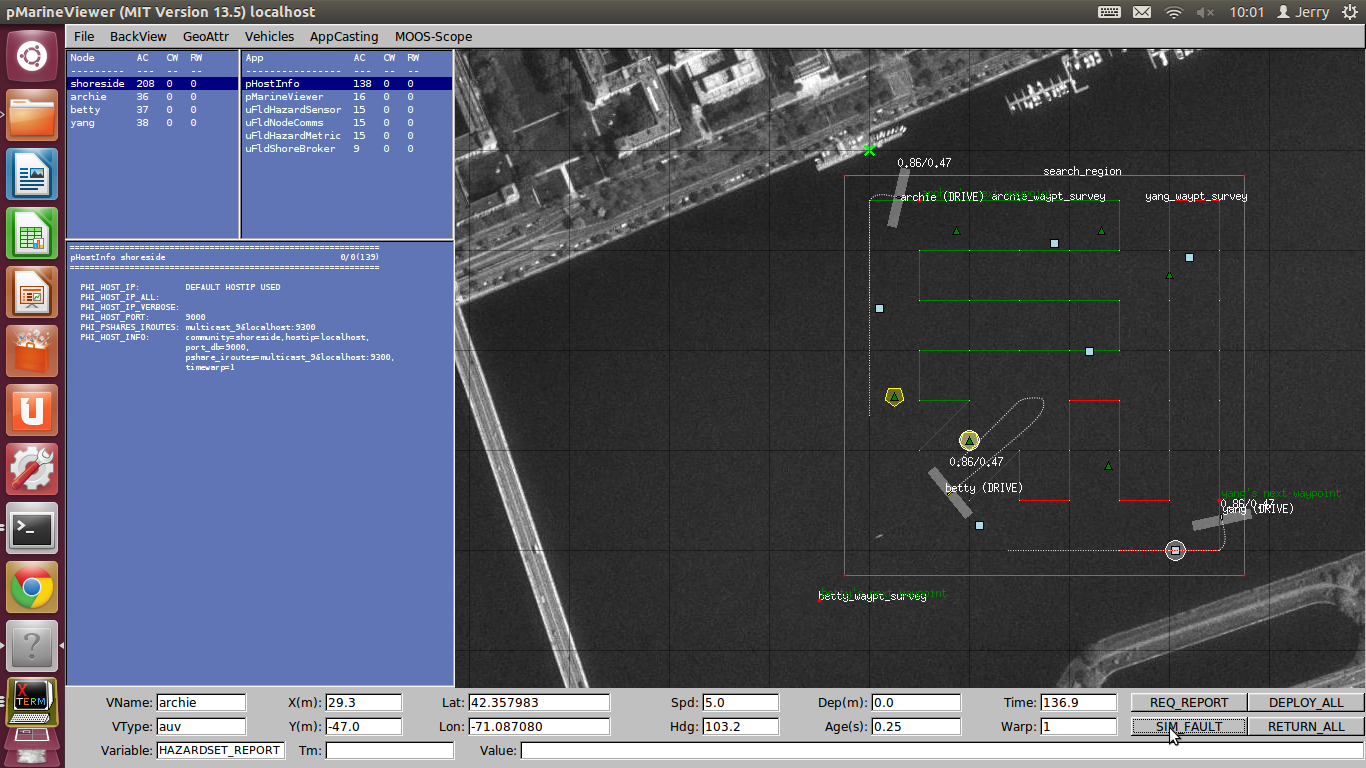 pMarineViewer (MIT Version 13.5) localhost
10:01 Jerry
File BackView GeoAttr Vehicles AppCasting MOOS-Scope
Node AC CW RW
--------- --- -- --
shoreside 208 0 0
archie 36 0 0
betty 37 0 0
yang 38 0 0
App AC CW RW
---------------- --- -- --
pHostInfo 138 0 0
pMarineViewer 16 0 0
uFldHazardSensor 15 0 0
uFldNodeComms 15 0 0
uFldHazardMetric 15 0 0
uFldShoreBroker 9 0 0
pHostInfo shoreside 0/0(139)
PHI_HOST_IP: DEFAULT HOSTIP USED
PHI_HOST_IP_ALL:
PHI_HOST_IP_VERBOSE:
PHI_HOST_PORT: 9000
PHI_PSHARES_IROUTES: multicast_9&localhost:9300
PHI_HOST_INFO: community=shoreside,hostip=localhost,
port_db=9000,
pshare_iroutes=multicast_9&localhost:9300,
timewarp=1
0.86/0.47
search_region
archie (DRIVE) archie_waypt_survey
yang_waypt_survey
0.86/0.47
betty (DRIVE)
yang's next waypoint
0.86/0.47
yang (DRIVE)
betty_waypt_survey
VName: archie X(m): 29.3 Lat: 42.357983 Spd: 5.0 Dep(m): 0.0 Time: 136.9 REQ_REPORT DEPLOY_ALL
VType: auv Y(m): -47.0 Lon: -71.087080 Hdg: 103.2 Age(s): 0.25 Warp: 1 SIM_FAULT RETURN_ALL
Variable: HAZARDSET_REPORT Tm: Value:
X
TERM